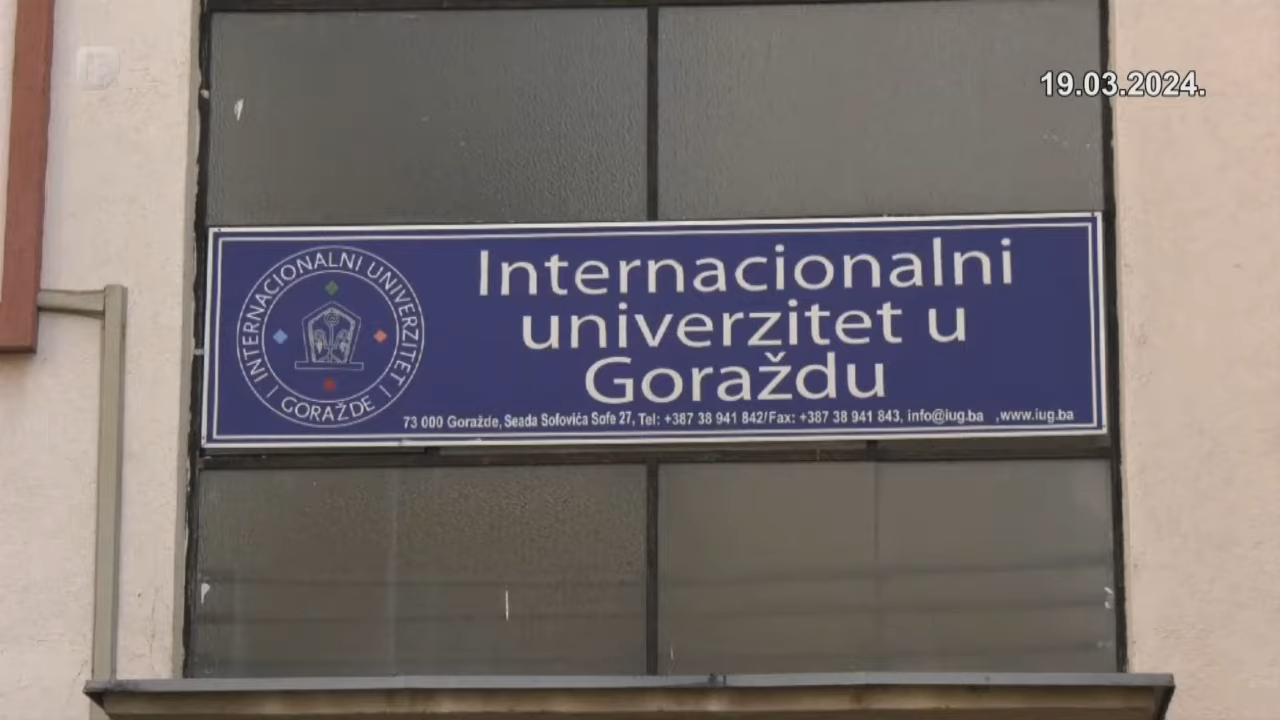 19.03.2024.
INTERNACIONALNI UNIVERZITET
GORAŽDE
Internacionalni
univerzitet u
Goraždu
73 000 Goražde, Seada Sofovića Sofe 27, Tel: +387 38 941 842/Fax: +387 38 941 843, info@iug.ba ,www.iug.ba